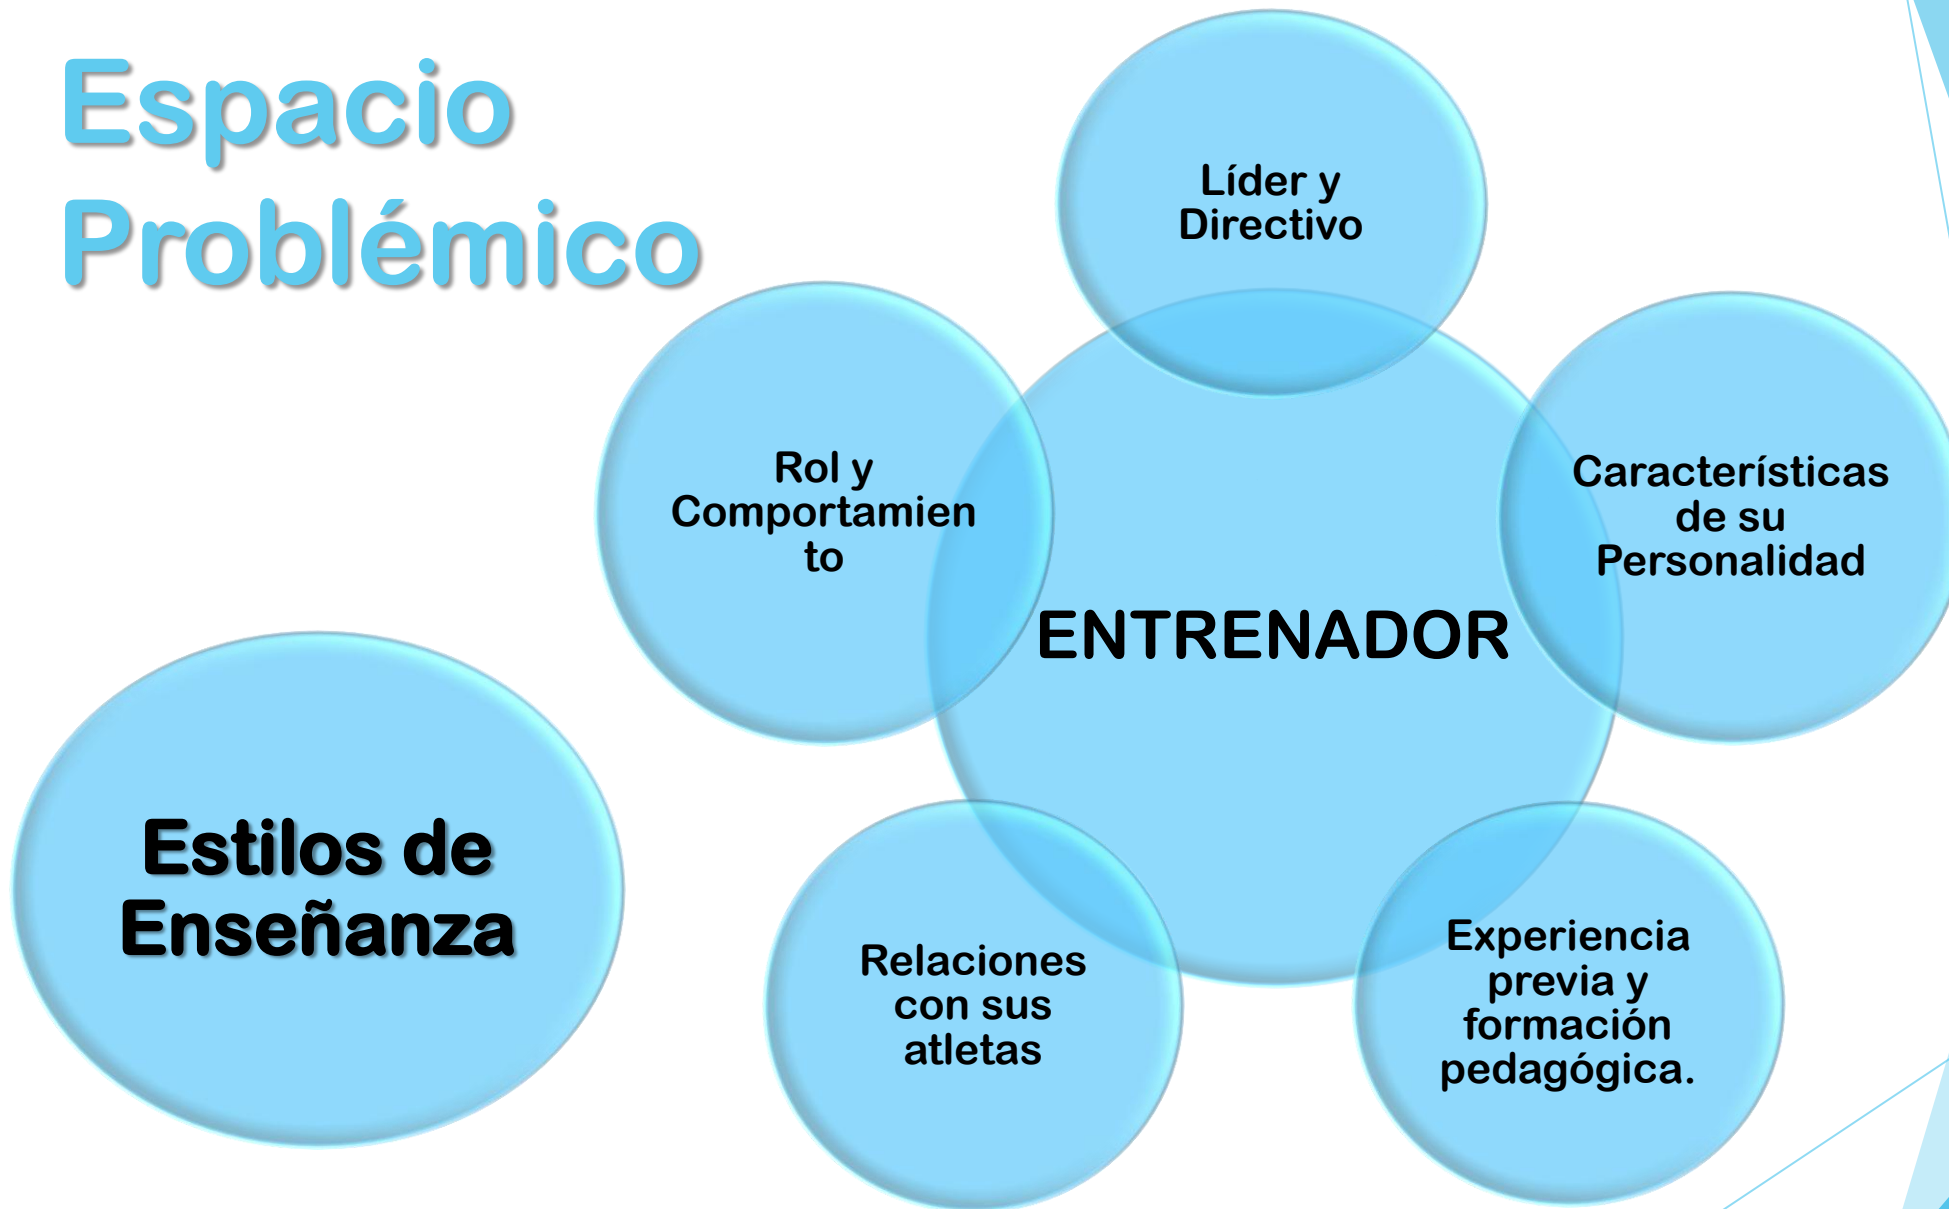 Espacio
Problémico
Líder y
Directivo
Rol y
Comportamien
to
Características
de su
Personalidad
ENTRENADOR
Estilos de
Enseñanza
Relaciones
con sus
atletas
Experiencia
previa y
formación
pedagógica.